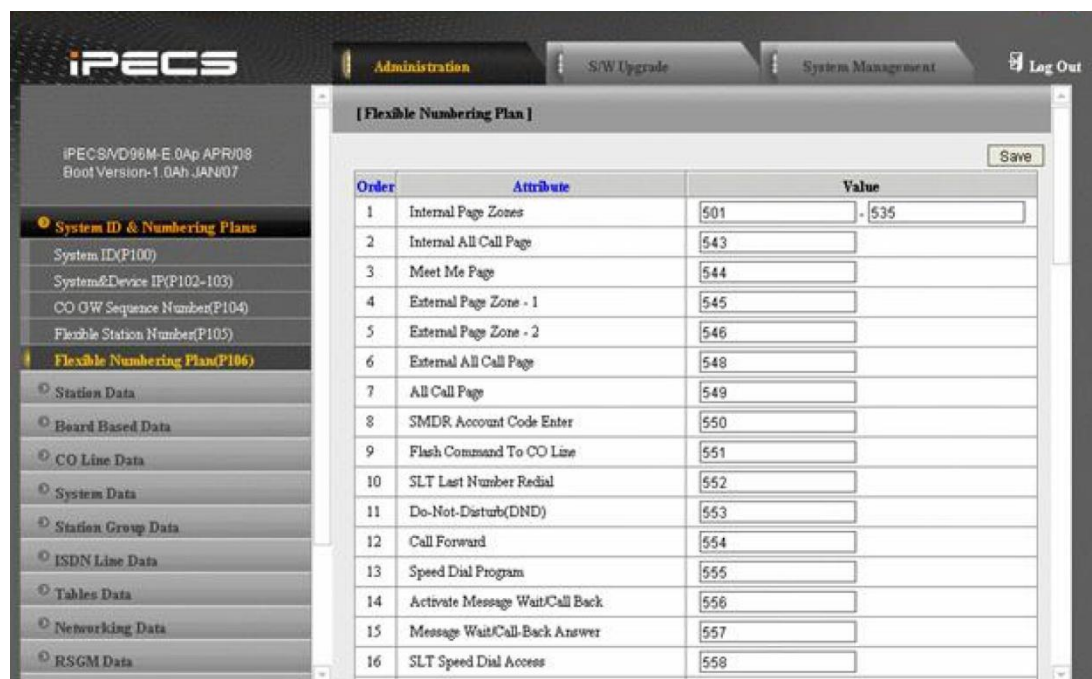 iPECS
Administration
S/W Upgrade
System Management
Log Out
iPECS/VD96M-E.0Ap APR/08
Boot Version-1.0Ah JAN/07
System ID & Numbering Plans
System ID(P100)
System&Device IP(P102~103)
CO GW Sequence Number(P104)
Flexible Station Number(P105)
Flexible Numbering Plan(P106)
Station Data
Board Based Data
CO Line Data
System Data
Station Group Data
ISDN Line Data
Tables Data
Networking Data
RSGM Data
[ Flexible Numbering Plan ]
Save
Order Attribute Value
1 Internal Page Zones 501 - 535
2 Internal All Call Page 543
3 Meet Me Page 544
4 External Page Zone - 1 545
5 External Page Zone - 2 546
6 External All Call Page 548
7 All Call Page 549
8 SMDR Account Code Enter 550
9 Flash Command To CO Line 551
10 SLT Last Number Redial 552
11 Do-Not-Disturb(DND) 553
12 Call Forward 554
13 Speed Dial Program 555
14 Activate Message Wait/Call Back 556
15 Message Wait/Call-Back Answer 557
16 SLT Speed Dial Access 558